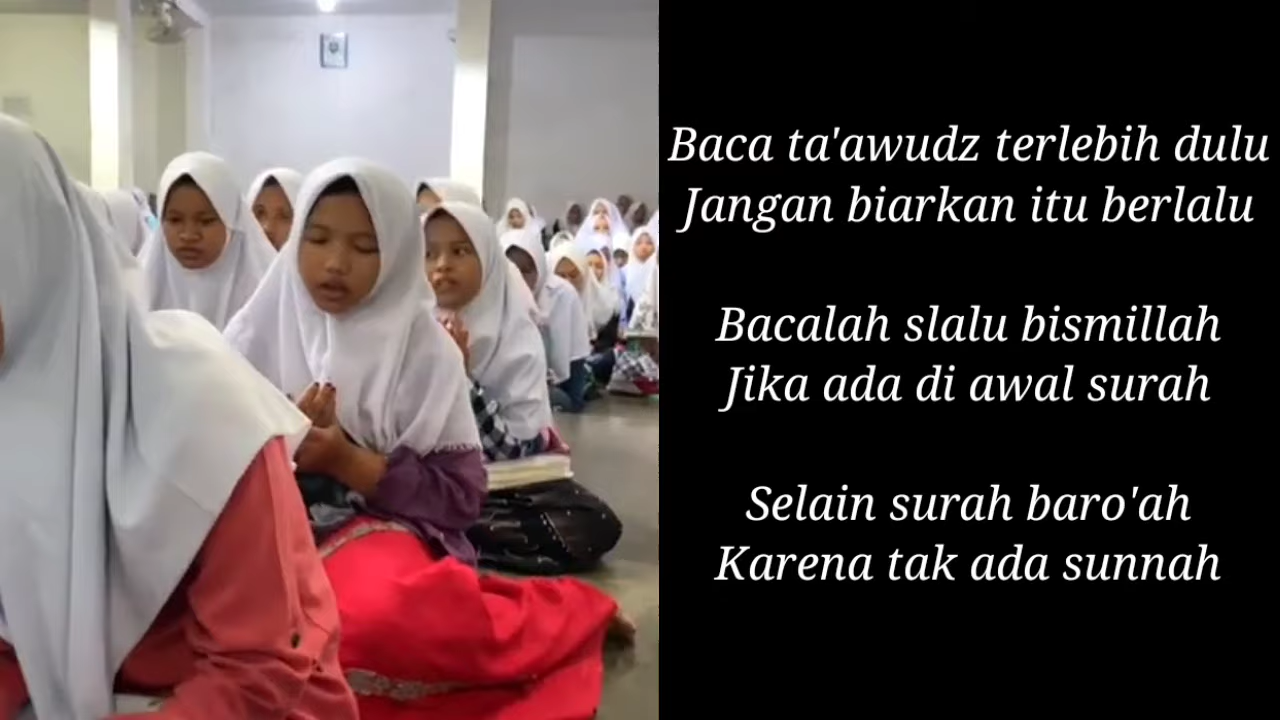 Baca ta'awudz terlebih dulu
Jangan biarkan itu berlalu
Bacalah slalu bismillah
Jika ada di awal surah
Selain surah baro'ah
Karena tak ada sunnah